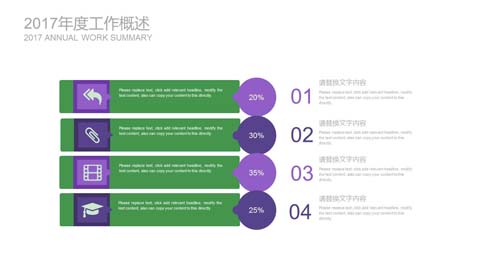 2017年度工作概述
2017 ANNUAL WORK SUMMARY
Please replace text, click add relevant headline, modify the
text content, also can copy your content to this directly.
20%
01
请替换文字内容
Please replace text, click add relevant headline, modify the
text content, also can copy your content to this
directly.
Please replace text, click add relevant headline, modify the
text content, also can copy your content to this directly.
30%
02
请替换文字内容
Please replace text, click add relevant headline, modify the
text content, also can copy your content to this
directly.
Please replace text, click add relevant headline, modify the
text content, also can copy your content to this directly.
35%
03
请替换文字内容
Please replace text, click add relevant headline, modify the
text content, also can copy your content to this
directly.
Please replace text, click add relevant headline, modify the
text content, also can copy your content to this directly.
25%
04
请替换文字内容
Please replace text, click add relevant headline, modify the
text content, also can copy your content to this
directly.